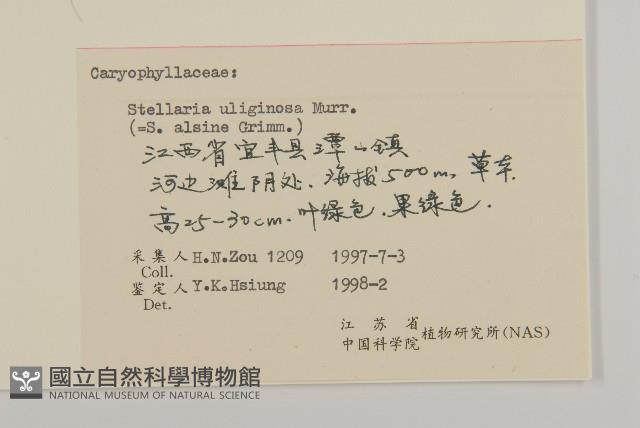 Caryophyllaceae:
Stellaria uliginosa Murr.
(=S. alsine Grimm.)
江西省宜丰县潭山镇
河边滩阴处. 海拔500m, 草本.
高25-30cm. 叶绿色. 果绿色.
采集人 H.N.Zou 1209 1997-7-3
Coll.
鉴定人 Y.K.Hsiung 1998-2
Det.
江苏省
中国科学院 植物研究所(NAS)
國立自然科學博物館
NATIONAL MUSEUM OF NATURAL SCIENCE